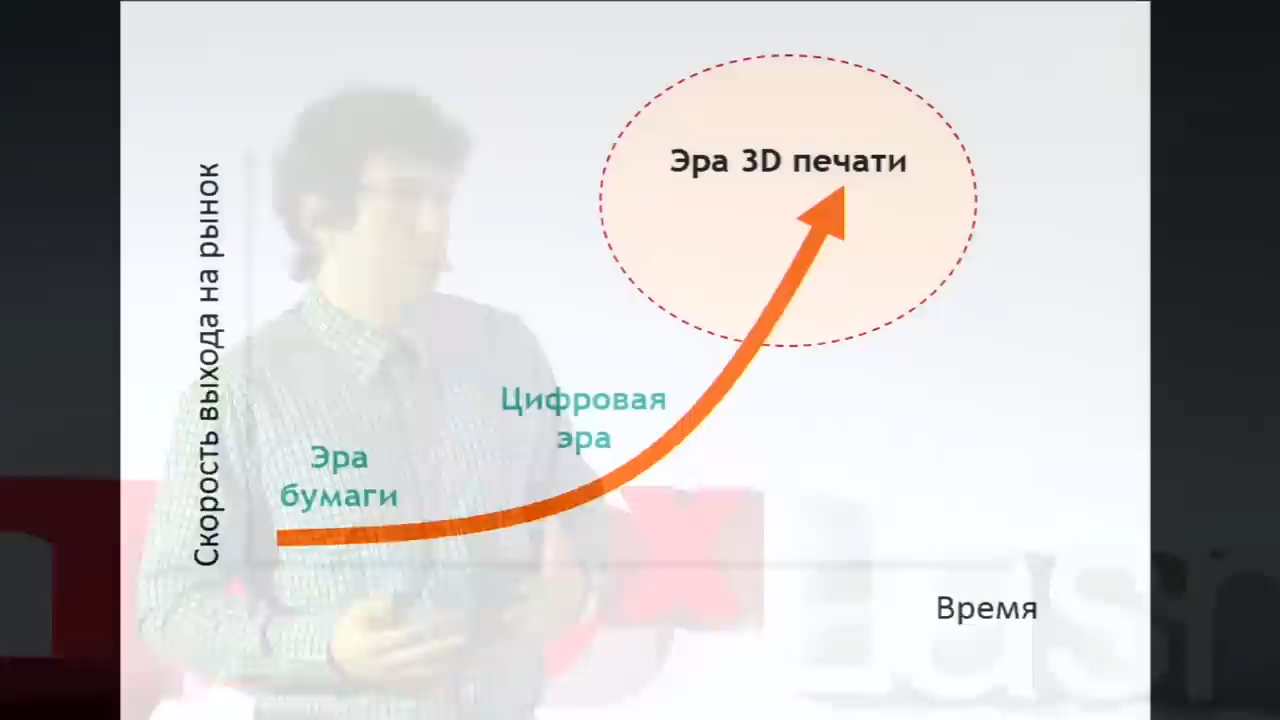 Эра 3D печати
Скорость выхода на рынок
Цифровая
эра
Эра
бумаги
Время